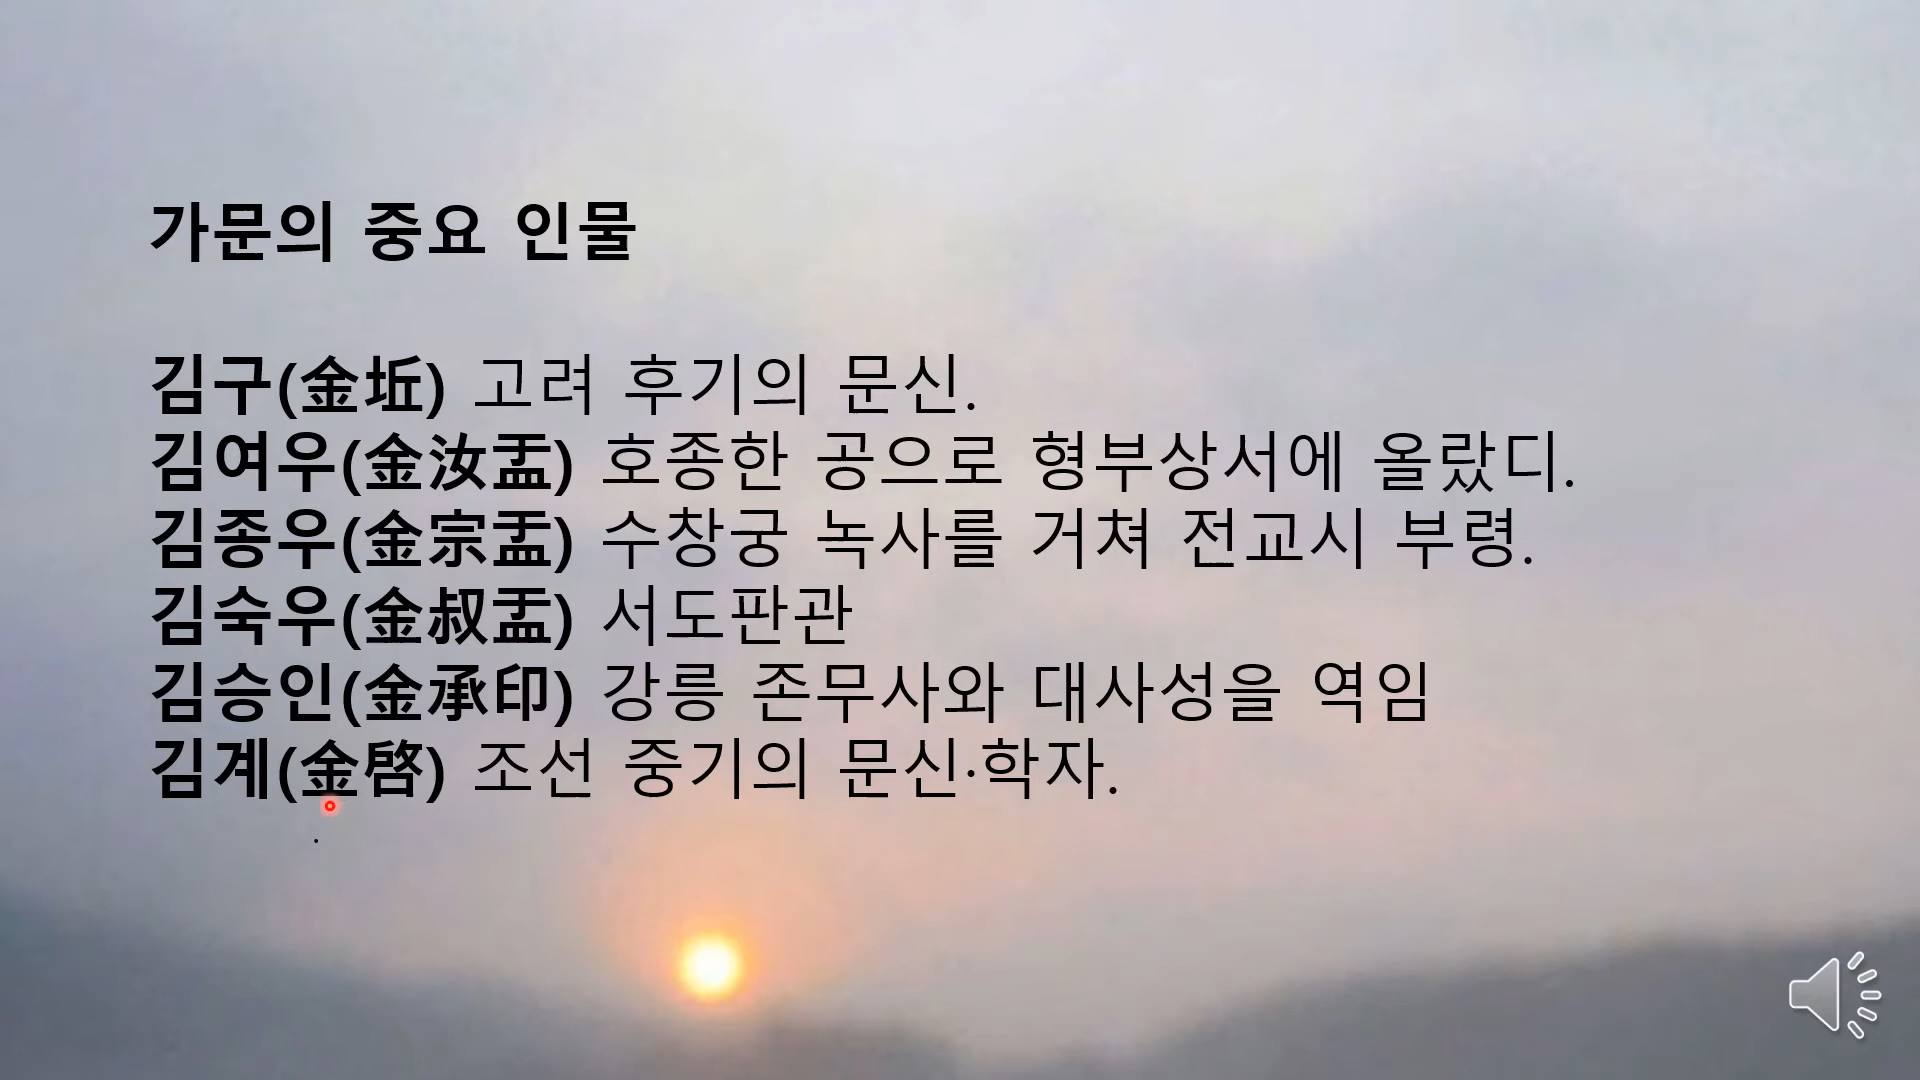 가문의 중요 인물
김구(金坵) 고려 후기의 문신.
김여우(金汝盂) 호종한 공으로 형부상서에 올랐디.
김종우(金宗盂) 수창궁 녹사를 거쳐 전교시 부령.
김숙우(金叔盂) 서도판관
김승인(金承印) 강릉 존무사와 대사성을 역임
김계(金啓) 조선 중기의 문신·학자.
.